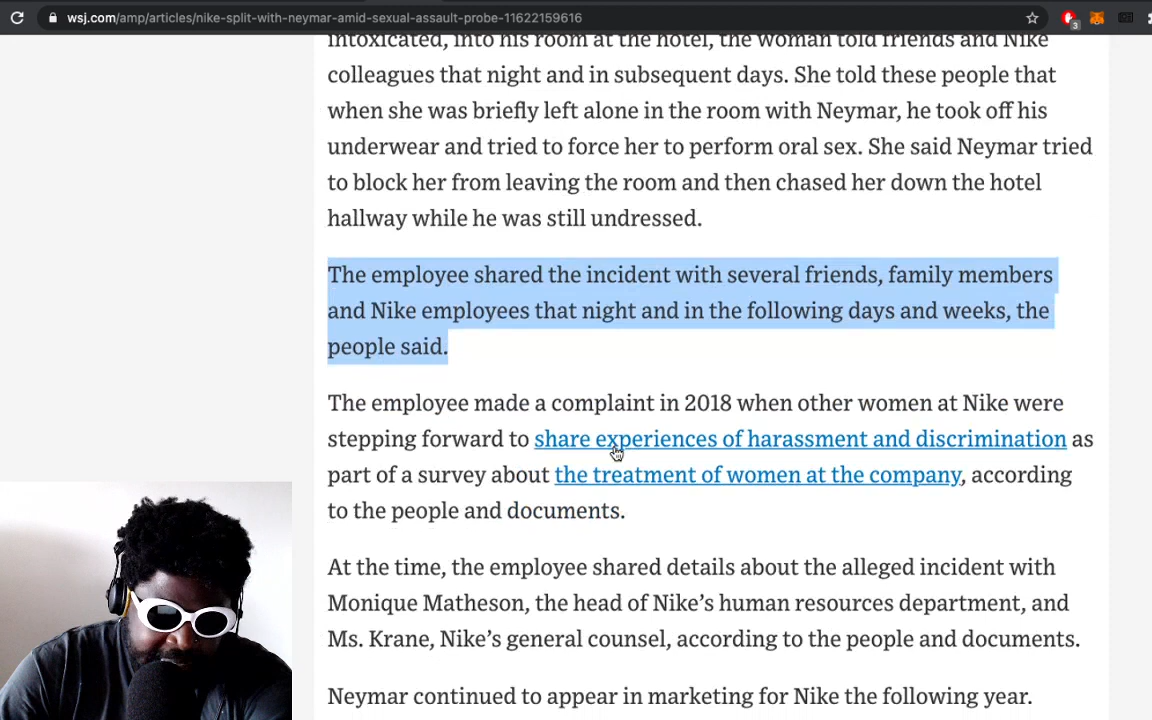 wsj.com/amp/articles/nike-split-with-neymar-amid-sexual-assault-probe-11622159616
3
intoxicated, into his room at the hotel, the woman told friends and Nike
colleagues that night and in subsequent days. She told these people that
when she was briefly left alone in the room with Neymar, he took off his
underwear and tried to force her to perform oral sex. She said Neymar tried
to block her from leaving the room and then chased her down the hotel
hallway while he was still undressed.
The employee shared the incident with several friends, family members
and Nike employees that night and in the following days and weeks, the
people said.
The employee made a complaint in 2018 when other women at Nike were
stepping forward to share experiences of harassment and discrimination as
part of a survey about the treatment of women at the company, according
to the people and documents.
At the time, the employee shared details about the alleged incident with
Monique Matheson, the head of Nike’s human resources department, and
Ms. Krane, Nike’s general counsel, according to the people and documents.
Neymar continued to appear in marketing for Nike the following year.